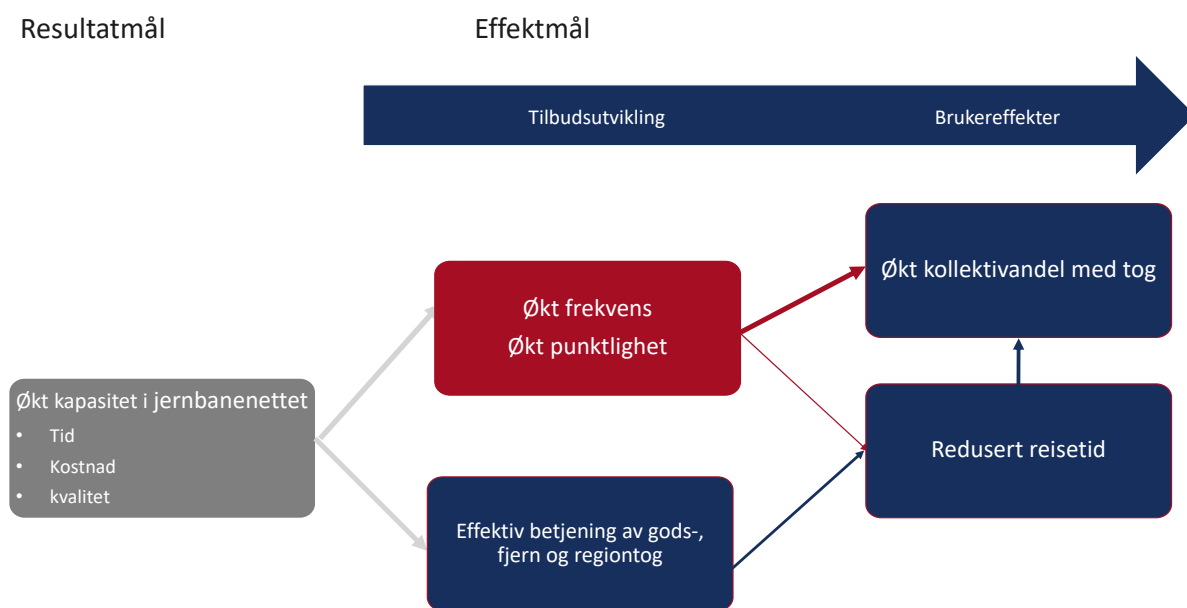 Resultatmål
Effektmål
Tilbudsutvikling
Brukereffekter
Økt kollektivandel med tog
Økt frekvens
Økt punktlighet
Økt kapasitet i jernbanenettet
• Tid
• Kostnad
• kvalitet
Redusert reisetid
Effektiv betjening av gods-,
fjern og regiontog